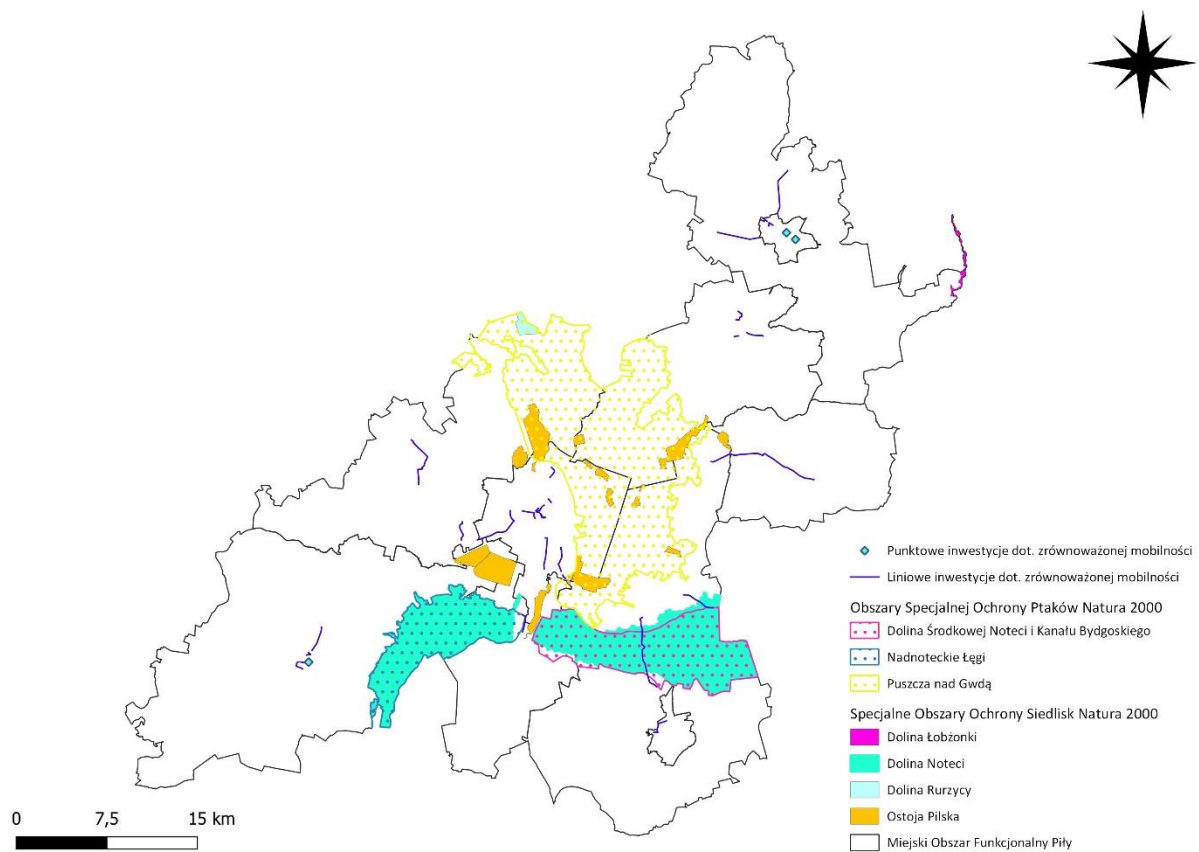 Punktowe inwestycje dot. zrównoważonej mobilności
Liniowe inwestycje dot. zrównoważonej mobilności
Obszary Specjalnej Ochrony Ptaków Natura 2000
Dolina Środkowej Noteci i Kanału Bydgoskiego
Nadnoteckie Łęgi
Puszcza nad Gwdą
Specjalne Obszary Ochrony Siedlisk Natura 2000
Dolina Łobżonki
Dolina Noteci
Dolina Rurzycy
Ostoja Pilska
Miejski Obszar Funkcjonalny Piły
0 7,5 15 km